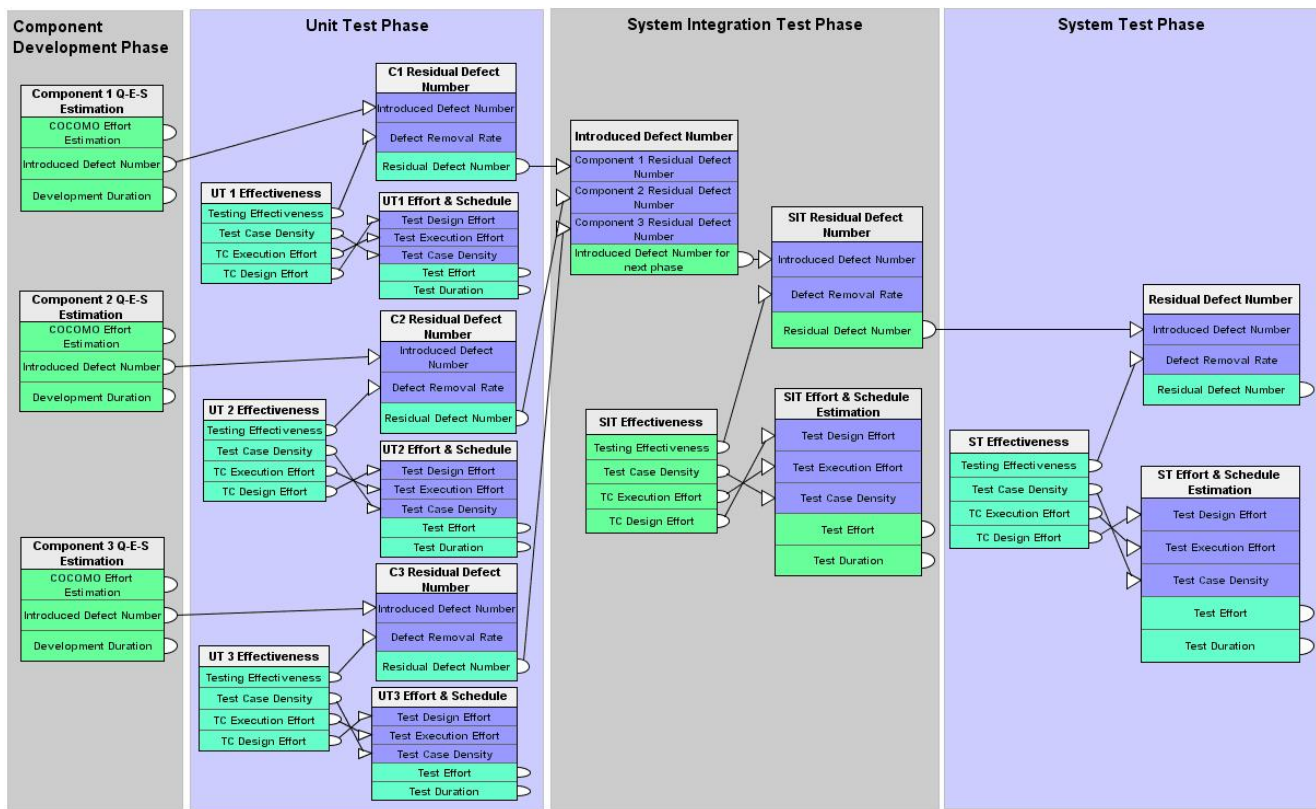 Component
Development Phase
Component 1 Q-E-S
Estimation
COCOMO Effort
Estimation
Introduced Defect Number
Development Duration
Component 2 Q-E-S
Estimation
COCOMO Effort
Estimation
Introduced Defect Number
Development Duration
Component 3 Q-E-S
Estimation
COCOMO Effort
Estimation
Introduced Defect Number
Development Duration
Unit Test Phase
C1 Residual Defect
Number
Introduced Defect Number
Defect Removal Rate
Residual Defect Number
UT 1 Effectiveness
Testing Effectiveness
Test Case Density
TC Execution Effort
TC Design Effort
UT1 Effort & Schedule
Test Design Effort
Test Execution Effort
Test Case Density
Test Effort
Test Duration
C2 Residual Defect
Number
Introduced Defect
Number
Defect Removal Rate
Residual Defect Number
UT 2 Effectiveness
Testing Effectiveness
Test Case Density
TC Execution Effort
TC Design Effort
UT2 Effort & Schedule
Test Design Effort
Test Execution Effort
Test Case Density
Test Effort
Test Duration
C3 Residual Defect
Number
Introduced Defect Number
Defect Removal Rate
Residual Defect Number
UT 3 Effectiveness
Testing Effectiveness
Test Case Density
TC Execution Effort
TC Design Effort
UT3 Effort & Schedule
Test Design Effort
Test Execution Effort
Test Case Density
Test Effort
Test Duration
System Integration Test Phase
Introduced Defect Number
Component 1 Residual Defect
Number
Component 2 Residual Defect
Number
Component 3 Residual Defect
Number
Introduced Defect Number for
next phase
SIT Residual Defect
Number
Introduced Defect Number
Defect Removal Rate
Residual Defect Number
SIT Effectiveness
Testing Effectiveness
Test Case Density
TC Execution Effort
TC Design Effort
SIT Effort & Schedule
Estimation
Test Design Effort
Test Execution Effort
Test Case Density
Test Effort
Test Duration
System Test Phase
Residual Defect Number
Introduced Defect Number
Defect Removal Rate
Residual Defect Number
ST Effectiveness
Testing Effectiveness
Test Case Density
TC Execution Effort
TC Design Effort
ST Effort & Schedule
Estimation
Test Design Effort
Test Execution Effort
Test Case Density
Test Effort
Test Duration